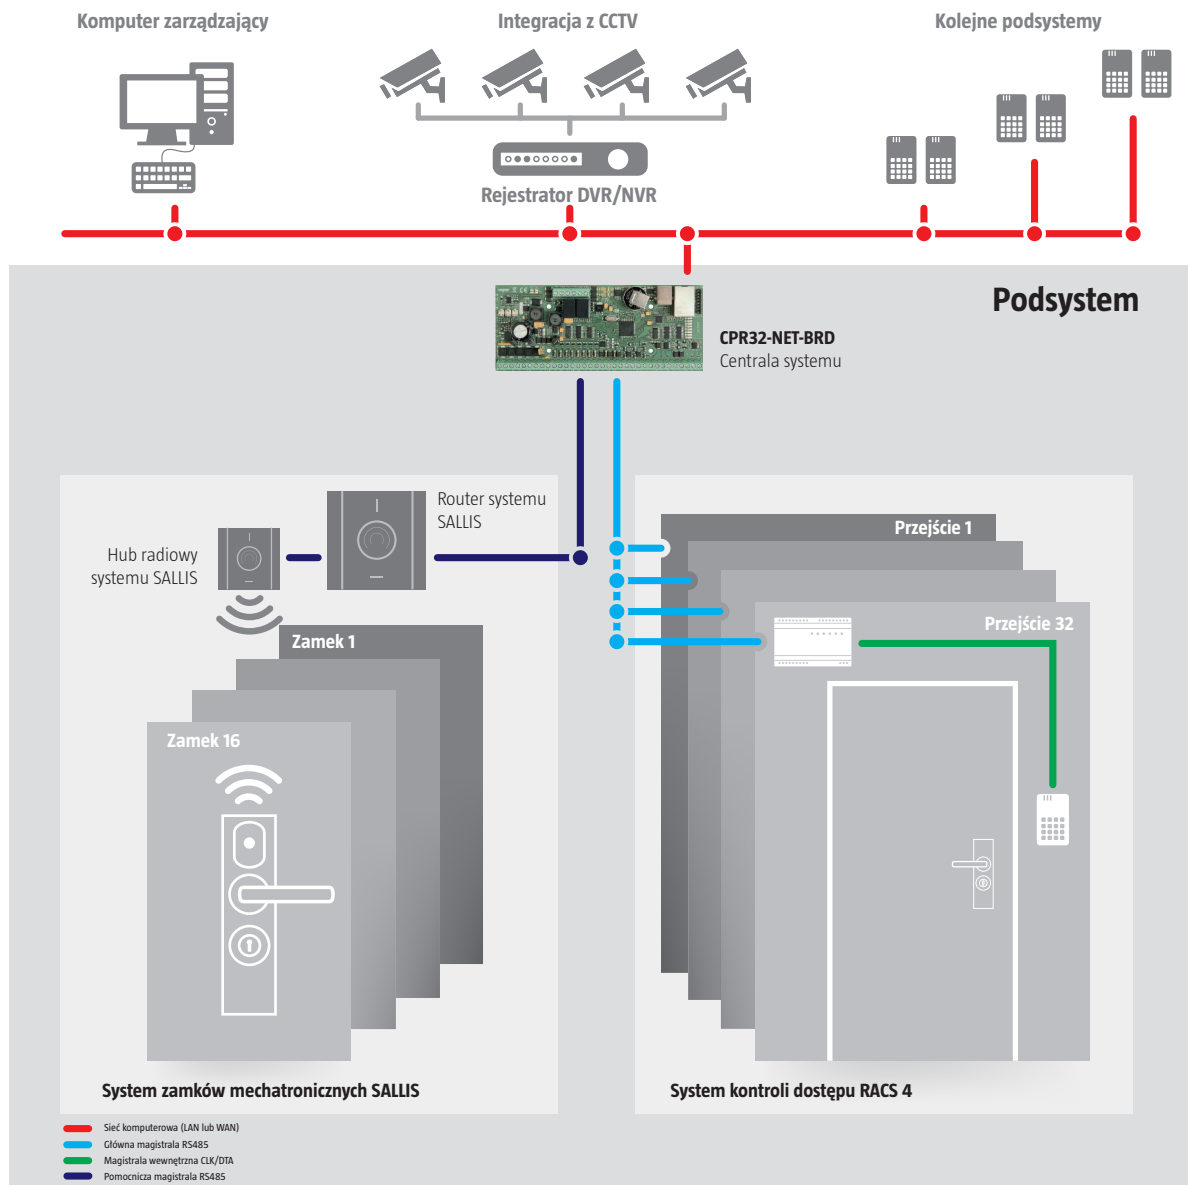 Komputer zarządzający
Integracja z CCTV
Kolejne podsystemy
Rejestrator DVR/NVR
Podsystem
CPR32-NET-BRD
Centrala systemu
Router systemu
SALLIS
Hub radiowy
systemu SALLIS
Przejście 1
Przejście 32
Zamek 1
Zamek 16
System zamków mechatronicznych SALLIS
System kontroli dostępu RACS 4
Sieć komputerowa (LAN lub WAN)
Główna magistrala RS485
Magistrala wewnętrzna CLK/DTA
Pomocnicza magistrala RS485